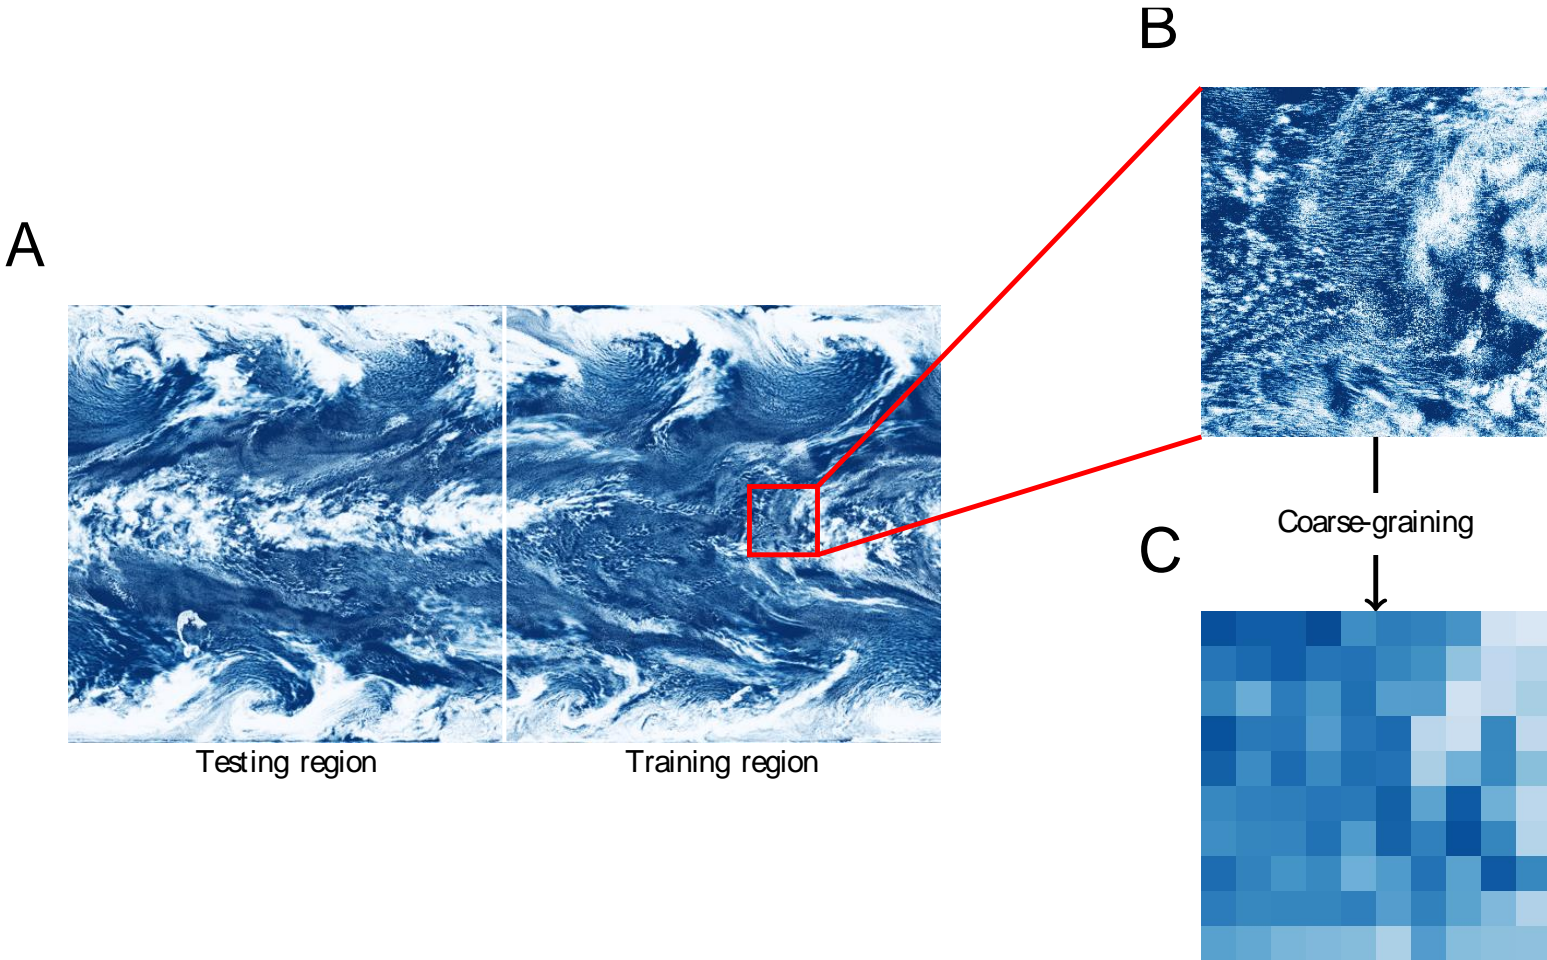 A
Testing region
Training region
B
Coarse-graining
C